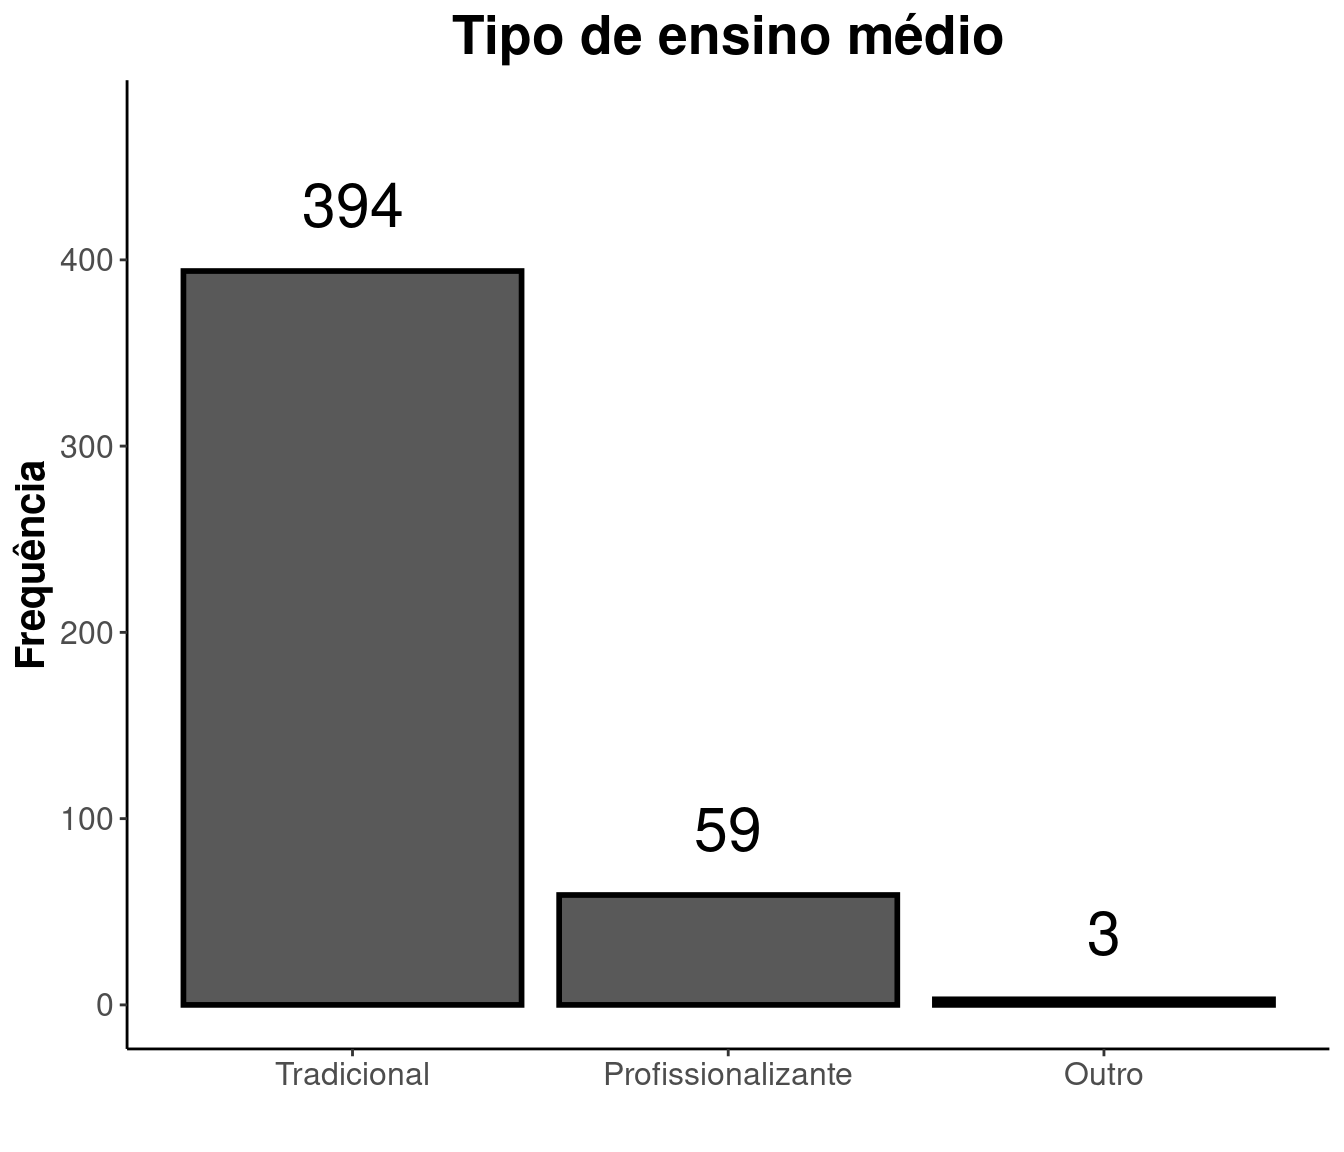 Tipo de ensino médio
Frequência
400
300
200
100
0
394
59
3
Tradicional
Profissionalizante
Outro